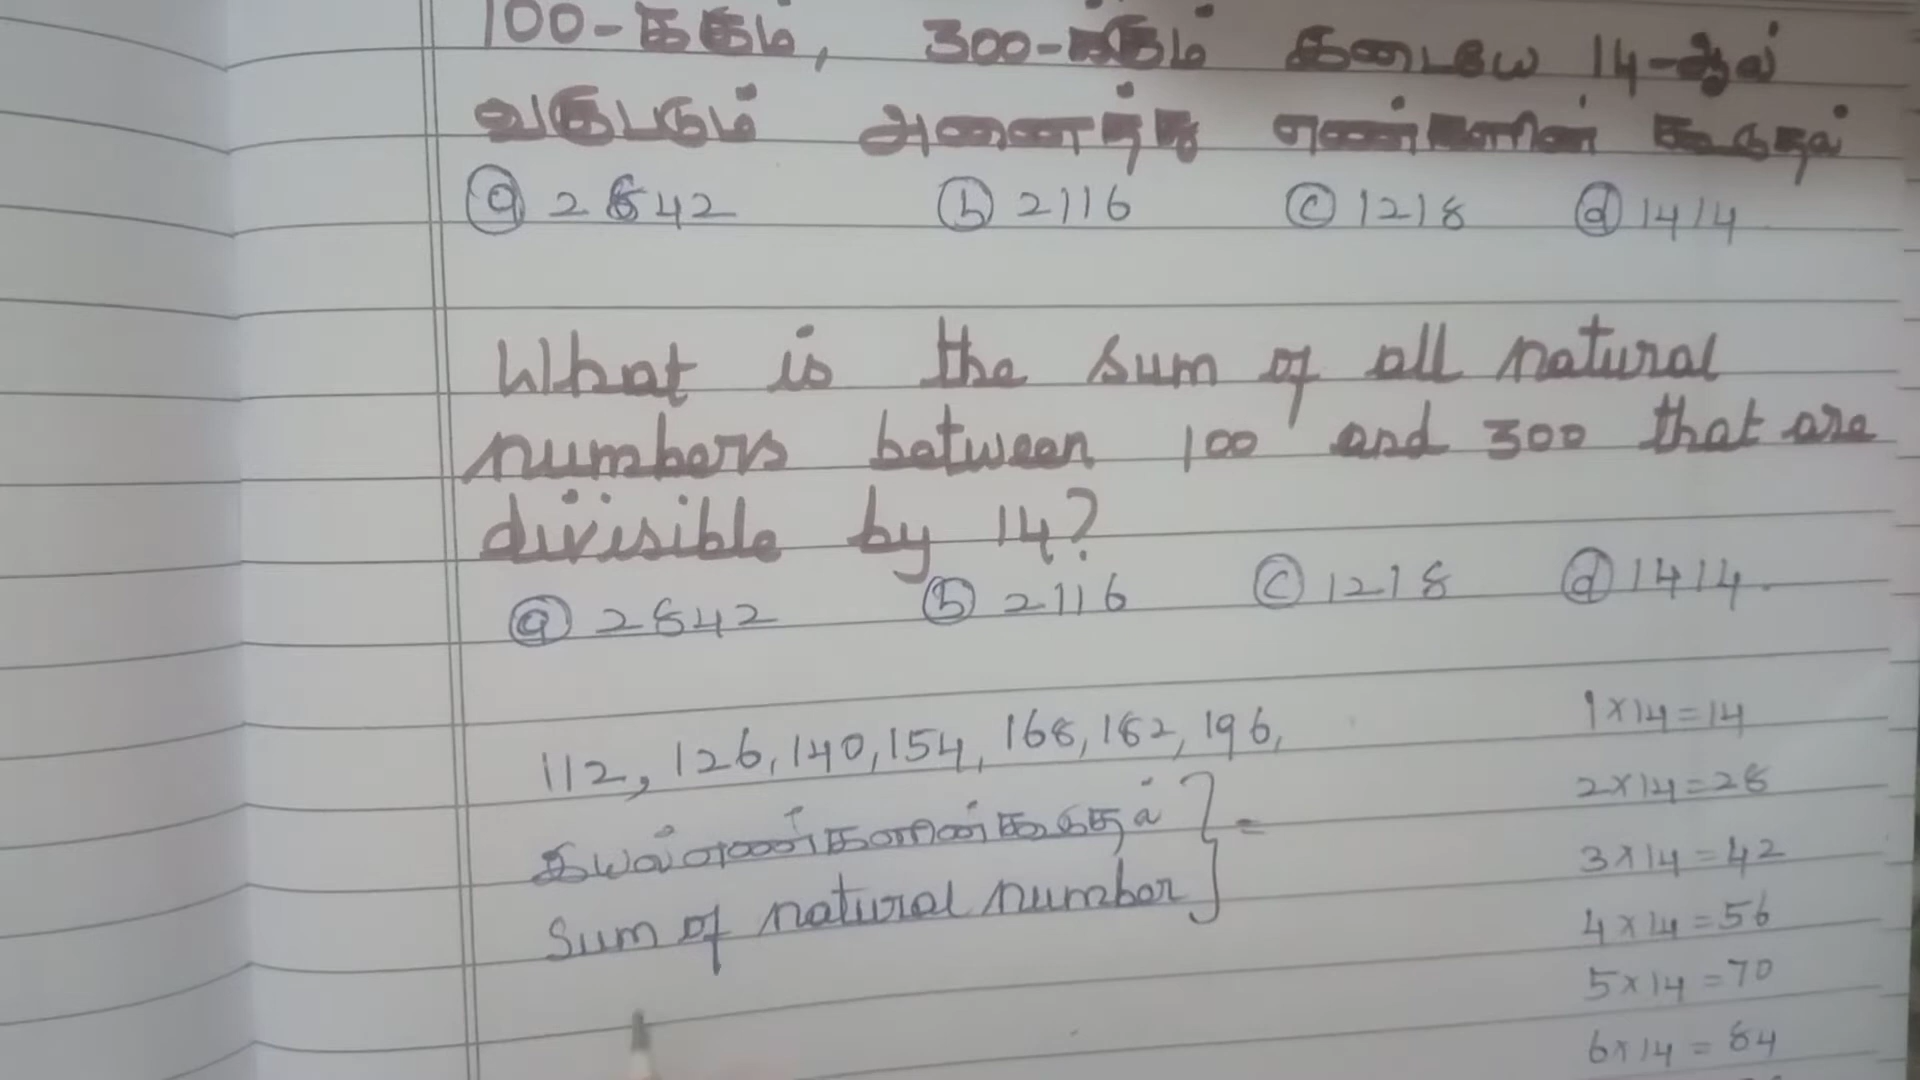 100-க்கும், 300-க்கும் இடையே 14-ஆல்
வகுபடும் அனைத்து எண்களின் கூடுதல்
ⓐ 2842 ⓑ 2116 ⓒ 1218 ⓓ 1414
What is the sum of all natural
numbers between 100 and 300 that are
divisible by 14?
ⓐ 2842 ⓑ 2116 ⓒ 1218 ⓓ 1414.
112, 126, 140, 154, 168, 182, 196,
இயல் எண்களின் கூடுதல் } =
Sum of natural number
1 x 14 = 14
2 x 14 = 28
3 x 14 = 42
4 x 14 = 56
5 x 14 = 70
6 x 14 = 84